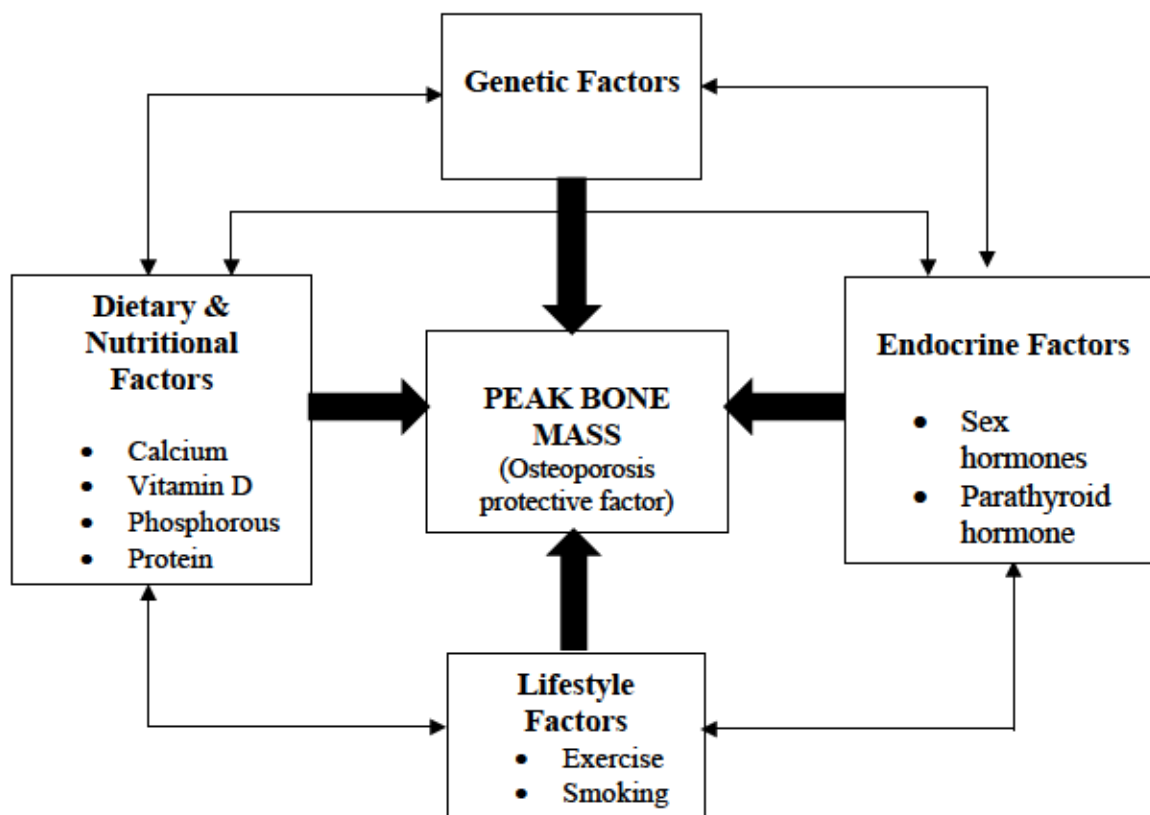 Genetic Factors
Dietary &
Nutritional
Factors
• Calcium
• Vitamin D
• Phosphorous
• Protein
PEAK BONE
MASS
(Osteoporosis
protective factor)
Endocrine Factors
• Sex
hormones
• Parathyroid
hormone
Lifestyle
Factors
• Exercise
• Smoking